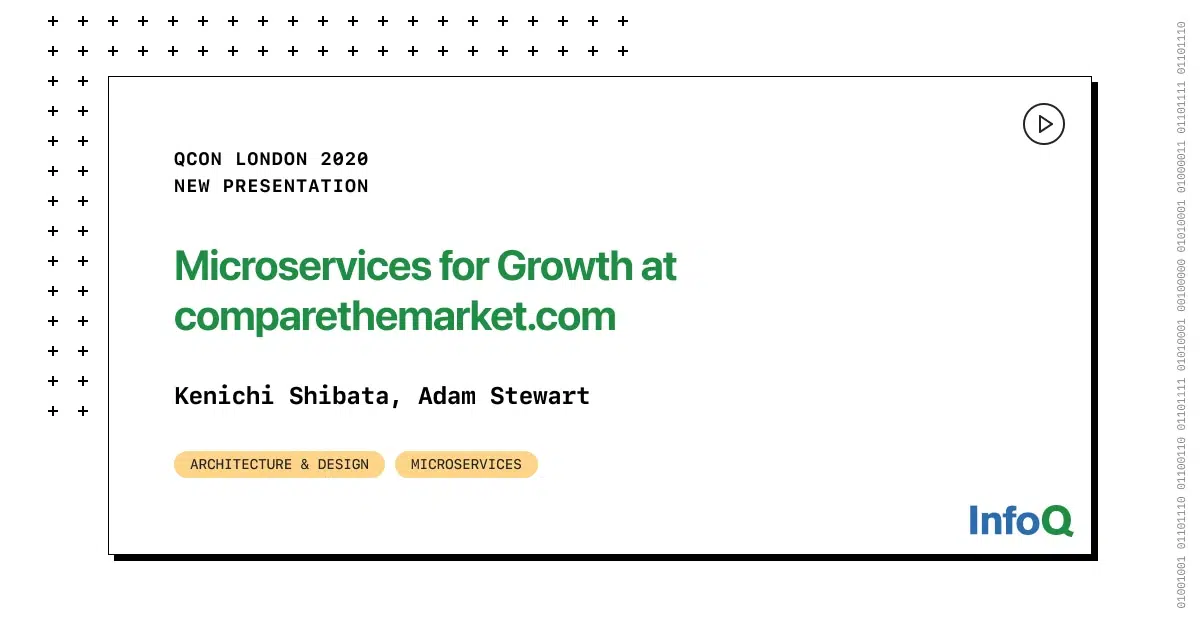 QCON LONDON 2020
NEW PRESENTATION
Microservices for Growth at
comparethemarket.com
Kenichi Shibata, Adam Stewart
ARCHITECTURE & DESIGN
MICROSERVICES
InfoQ
01001001 01101110 01100110 01101111 01010001 00100000 01010001 01000011 01101111 01101110